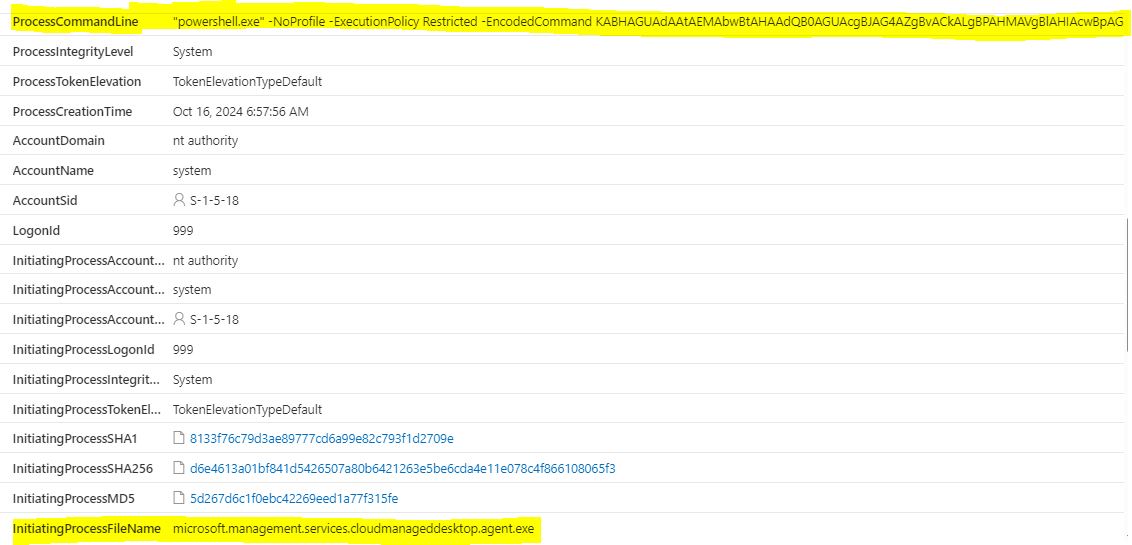 ProcessCommandLine "powershell.exe" -NoProfile -ExecutionPolicy Restricted -EncodedCommand KABHAGUAdAAtAEMAbwBtAHAAdQB0AGUAcgBJAG4AZgBvACkALgBPAHMAVgBlAHIAcwBpAG
ProcessIntegrityLevel System
ProcessTokenElevation TokenElevationTypeDefault
ProcessCreationTime Oct 16, 2024 6:57:56 AM
AccountDomain nt authority
AccountName system
AccountSid S-1-5-18
LogonId 999
InitiatingProcessAccount... nt authority
InitiatingProcessAccount... system
InitiatingProcessAccount... S-1-5-18
InitiatingProcessLogonId 999
InitiatingProcessIntegrit... System
InitiatingProcessTokenEl... TokenElevationTypeDefault
InitiatingProcessSHA1 8133f76c79d3ae89777cd6a99e82c793f1d2709e
InitiatingProcessSHA256 d6e4613a01bf841d5426507a80b6421263e5be6cda4e11e078c4f866108065f3
InitiatingProcessMD5 5d267d6c1f0ebc42269eed1a77f315fe
InitiatingProcessFileName microsoft.management.services.cloudmanageddesktop.agent.exe